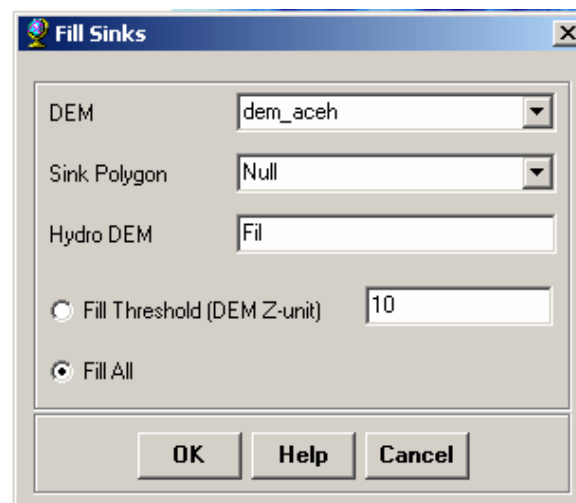 Fill Sinks
DEM dem_aceh
Sink Polygon Null
Hydro DEM Fil
Fill Threshold (DEM Z-unit) 10
Fill All
OK Help Cancel